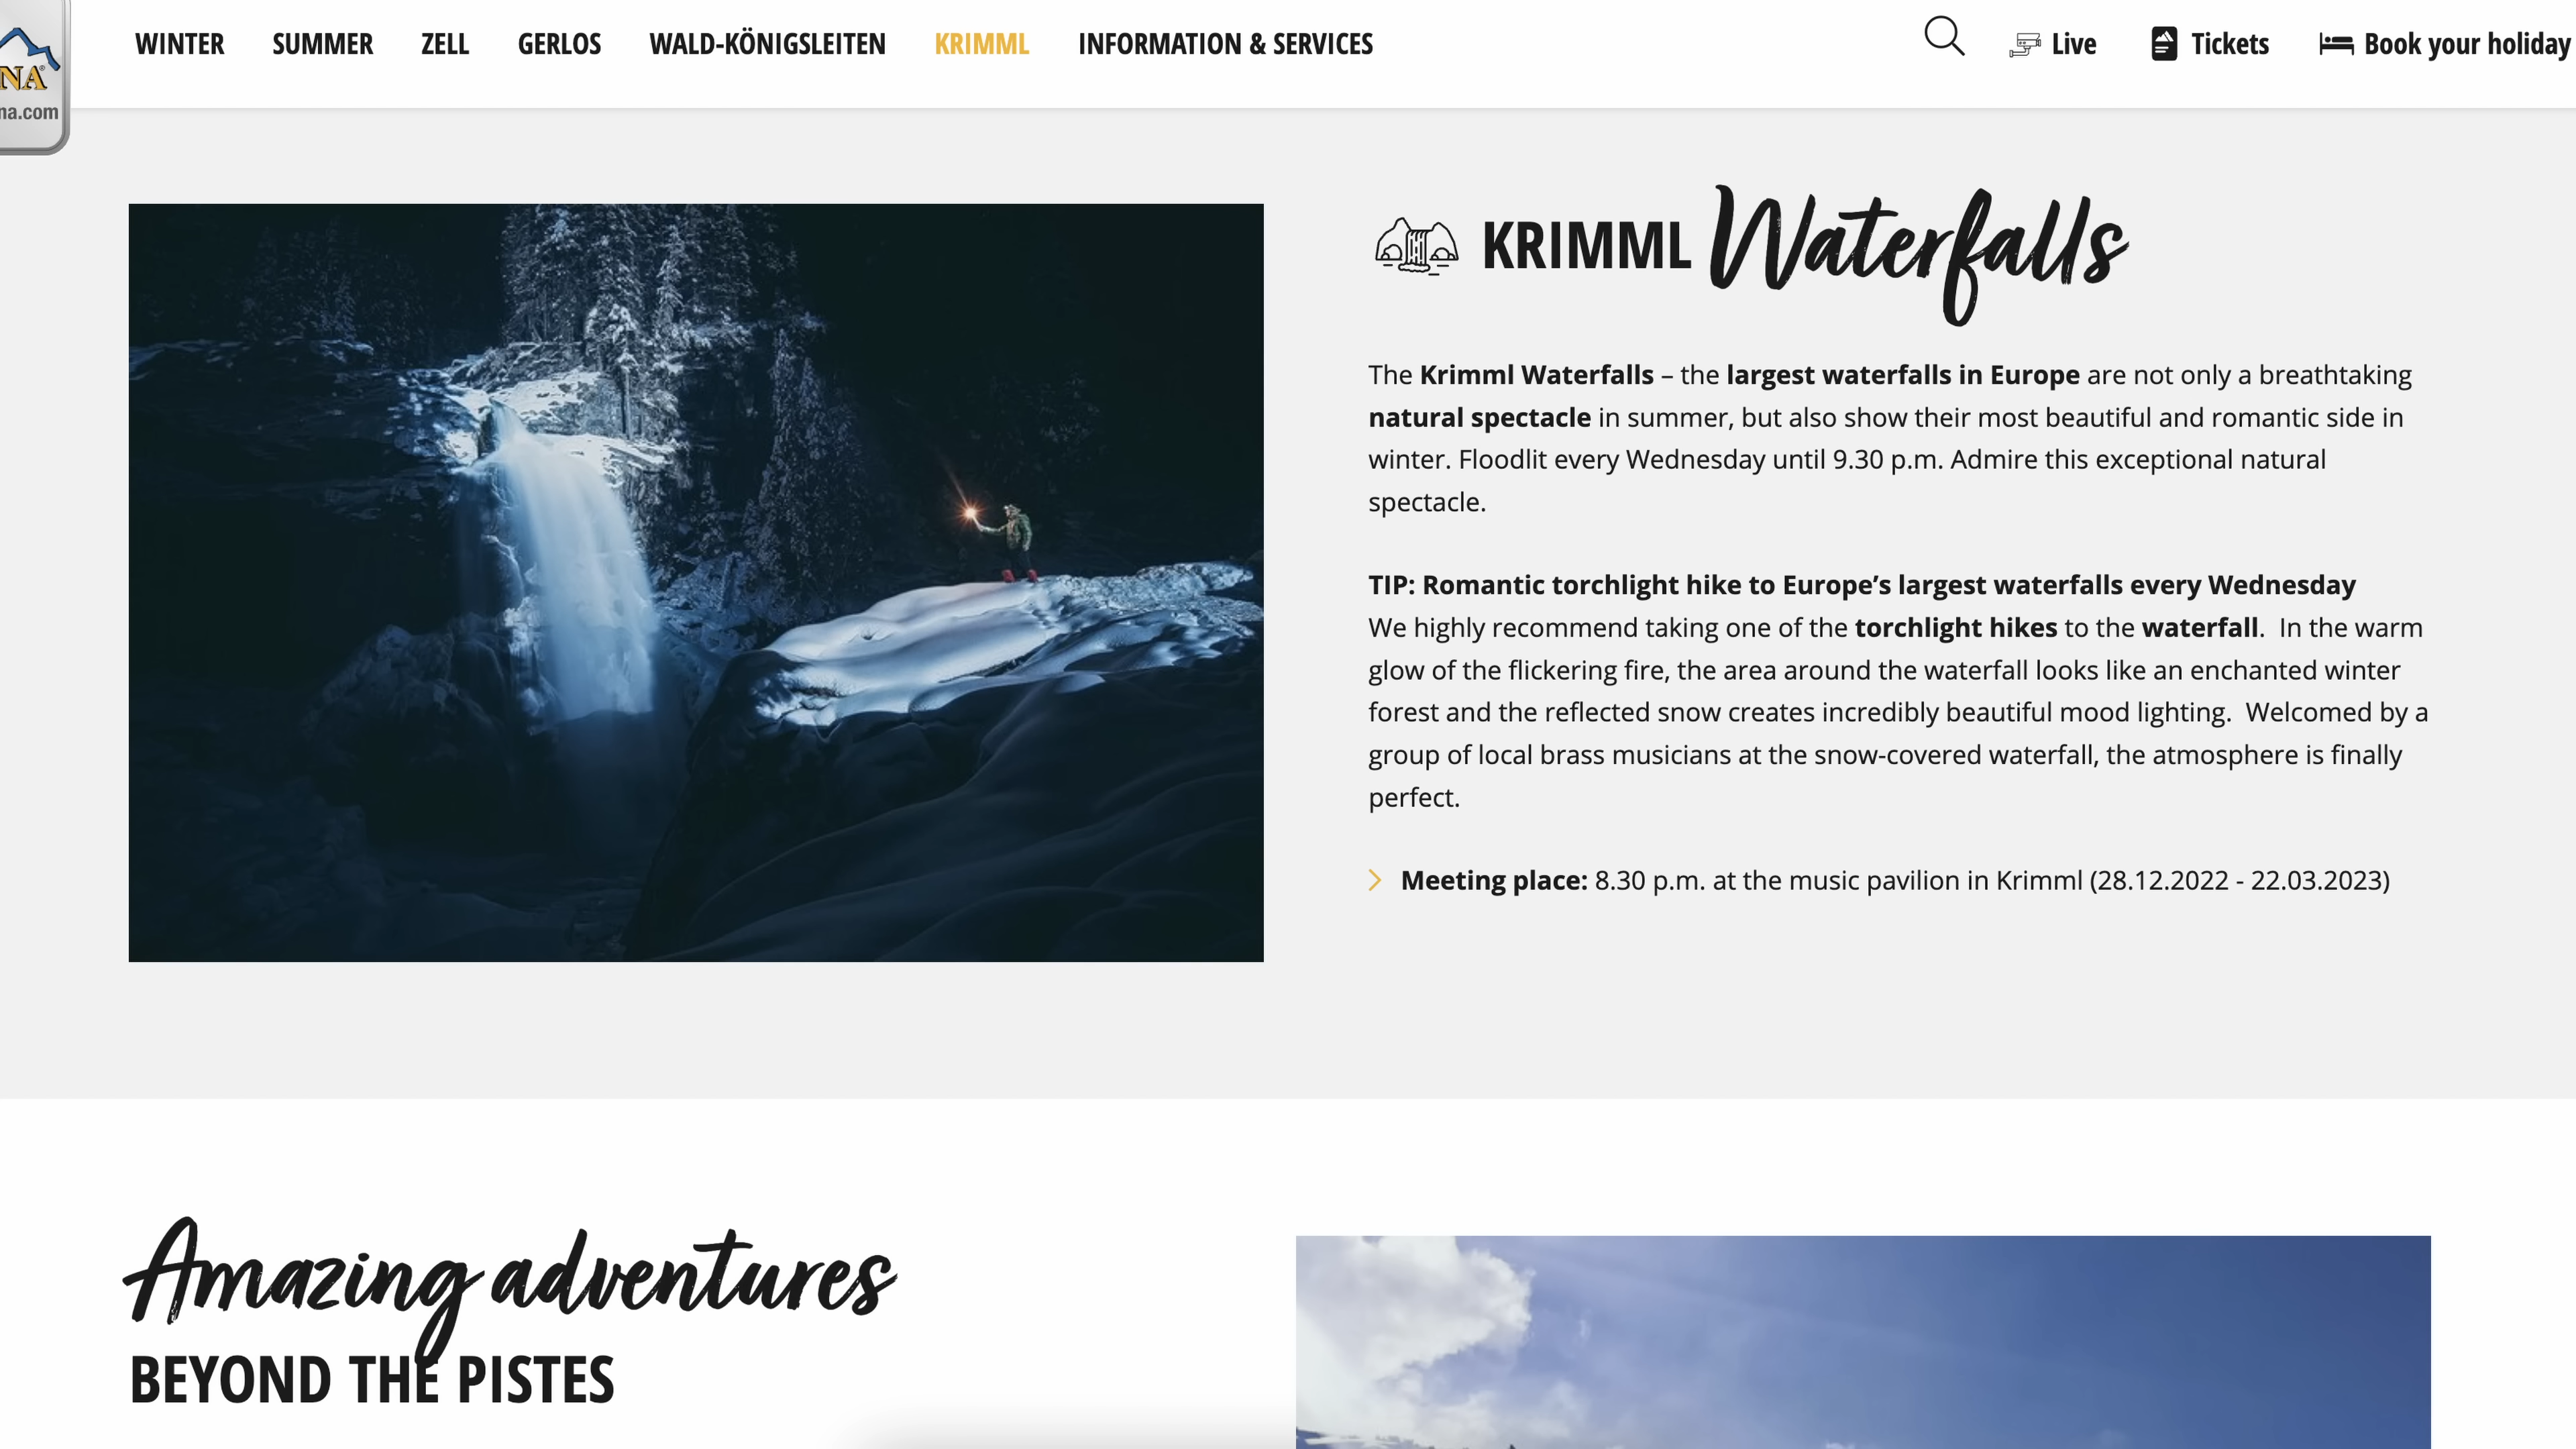 NA®
na.com
WINTER SUMMER ZELL GERLOS WALD-KÖNIGSLEITEN KRIMML INFORMATION & SERVICES Live Tickets Book your holiday
KRIMML Waterfalls
The Krimml Waterfalls – the largest waterfalls in Europe are not only a breathtaking
natural spectacle in summer, but also show their most beautiful and romantic side in
winter. Floodlit every Wednesday until 9.30 p.m. Admire this exceptional natural
spectacle.
TIP: Romantic torchlight hike to Europe’s largest waterfalls every Wednesday
We highly recommend taking one of the torchlight hikes to the waterfall.  In the warm
glow of the flickering fire, the area around the waterfall looks like an enchanted winter
forest and the reflected snow creates incredibly beautiful mood lighting.  Welcomed by a
group of local brass musicians at the snow-covered waterfall, the atmosphere is finally
perfect.
Meeting place: 8.30 p.m. at the music pavilion in Krimml (28.12.2022 - 22.03.2023)
Amazing adventures
BEYOND THE PISTES